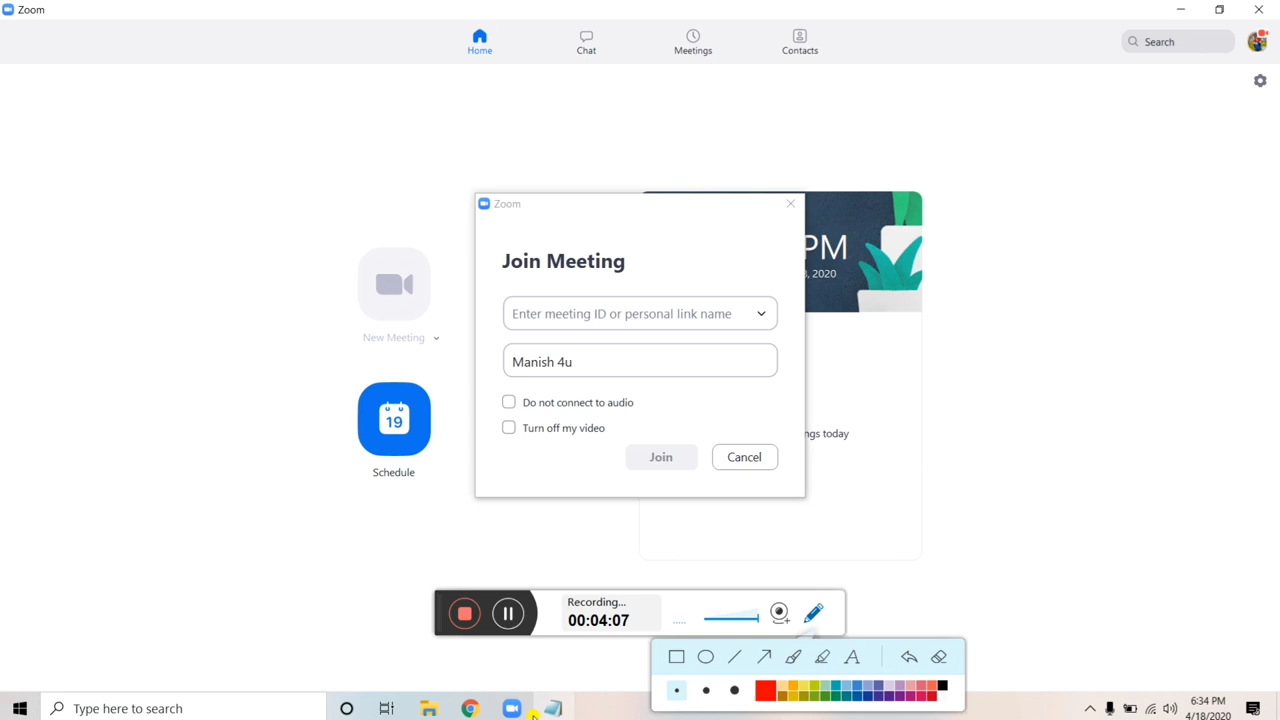 Zoom
Home
Chat
Meetings
Contacts
Search
Zoom
Join Meeting
PM
, 2020
Enter meeting ID or personal link name
New Meeting
Manish 4u
Do not connect to audio
19
Turn off my video
ngs today
Join
Cancel
Schedule
Recording...
00:04:07
A
Type here to search
6:34 PM
4/18/2020